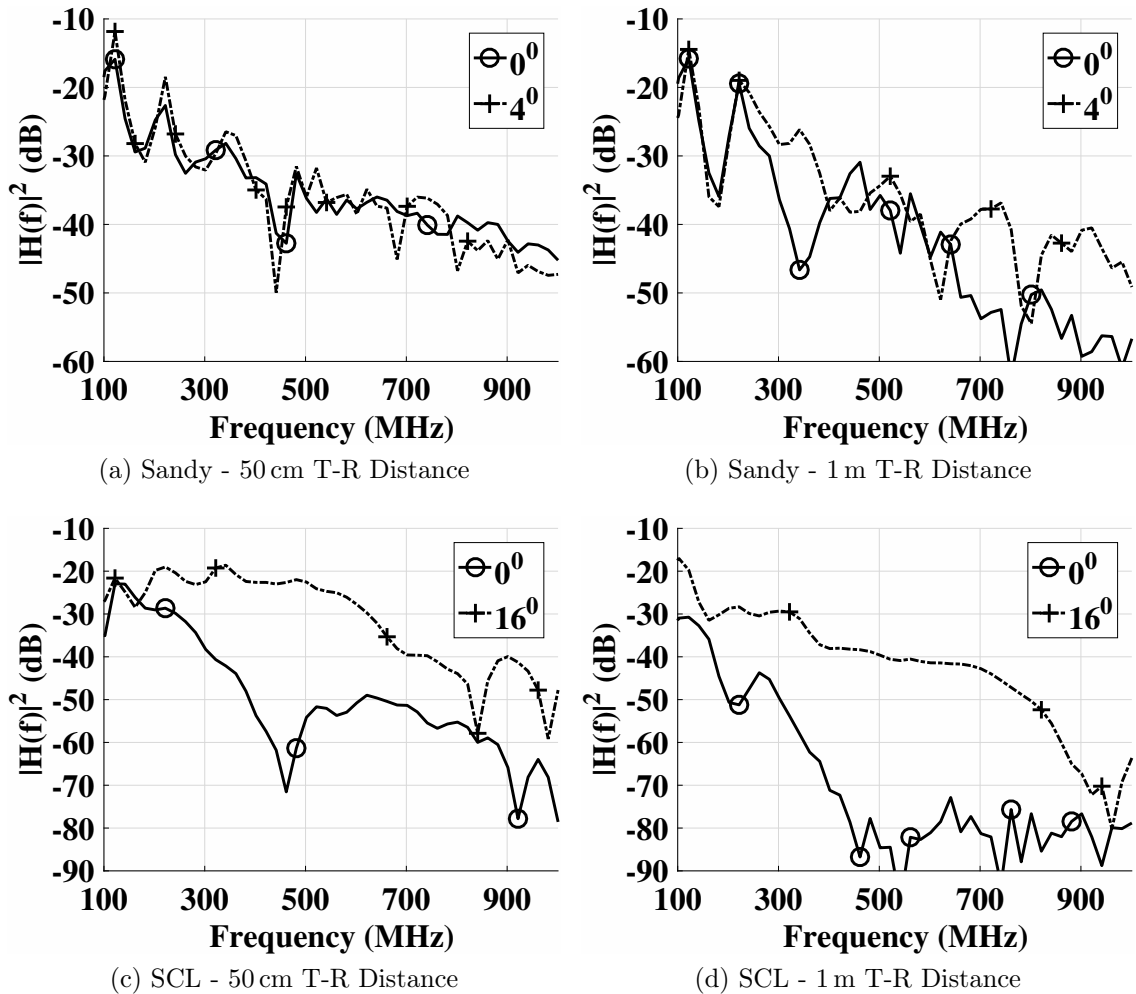 |H(f)|² (dB)
-10
-20
-30
-40
-50
-60
0⁰
4⁰
100 300 500 700 900
Frequency (MHz)
(a) Sandy - 50 cm T-R Distance
|H(f)|² (dB)
-10
-20
-30
-40
-50
-60
0⁰
4⁰
100 300 500 700 900
Frequency (MHz)
(b) Sandy - 1 m T-R Distance
|H(f)|² (dB)
-10
-20
-30
-40
-50
-60
-70
-80
-90
0⁰
16⁰
100 300 500 700 900
Frequency (MHz)
(c) SCL - 50 cm T-R Distance
|H(f)|² (dB)
-10
-20
-30
-40
-50
-60
-70
-80
-90
0⁰
16⁰
100 300 500 700 900
Frequency (MHz)
(d) SCL - 1 m T-R Distance